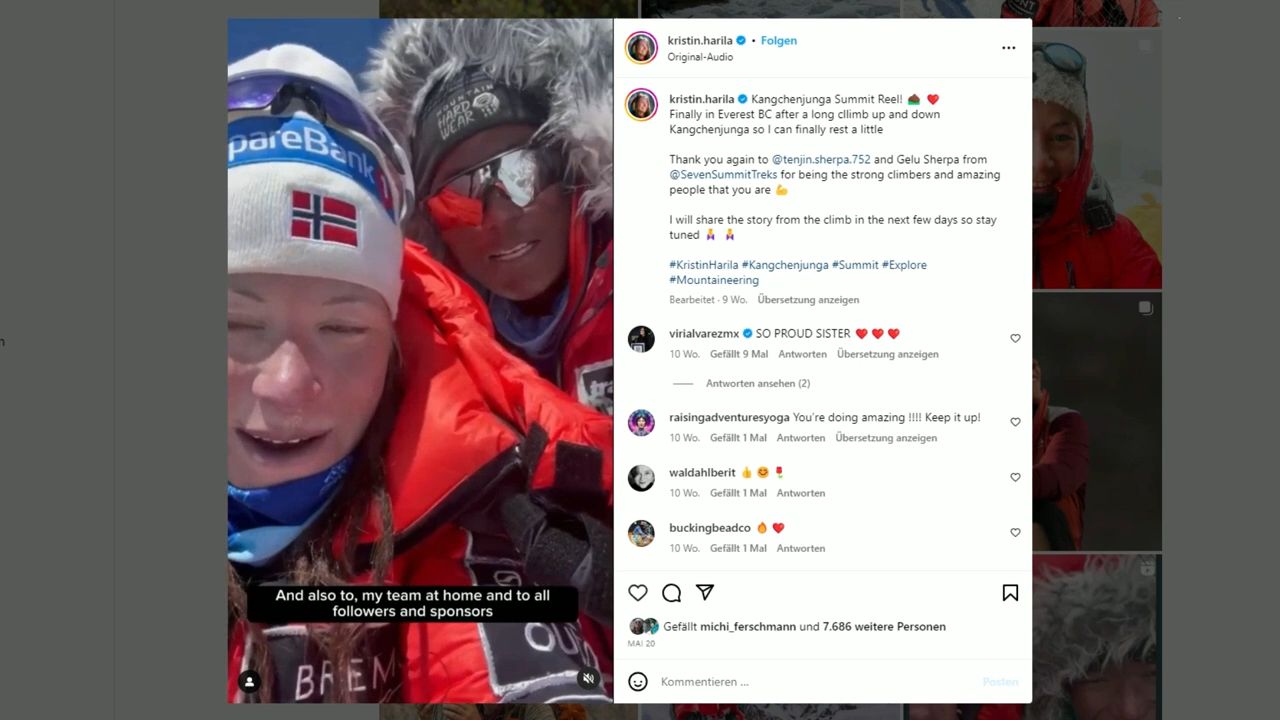 pareBank
MOUNTAIN
HARD
WEAR
And also to, my team at home and to all
followers and sponsors
BREM
OU
kristin.harila • Folgen
Original-Audio
kristin.harila Kangchenjunga Summit Reel! ⛰️ ❤️
Finally in Everest BC after a long cllimb up and down
Kangchenjunga so I can finally rest a little
Thank you again to @tenjin.sherpa.752 and Gelu Sherpa from
@SevenSummitTreks for being the strong climbers and amazing
people that you are 💪
I will share the story from the climb in the next few days so stay
tuned
#KristinHarila #Kangchenjunga #Summit #Explore
#Mountaineering
Bearbeitet · 9 Wo. Übersetzung anzeigen
virialvarezmx SO PROUD SISTER ❤️ ❤️ ❤️
10 Wo. Gefällt 9 Mal Antworten Übersetzung anzeigen
Antworten ansehen (2)
raisingadventuresyoga You're doing amazing !!!! Keep it up!
10 Wo. Gefällt 1 Mal Antworten Übersetzung anzeigen
waldahlberit 👍 😊 🌷
10 Wo. Gefällt 1 Mal Antworten
buckingbeadco 🔥 ❤️
10 Wo. Gefällt 1 Mal Antworten
Gefällt michi_ferschmann und 7.686 weitere Personen
MAI 20
Kommentieren ...
Posten